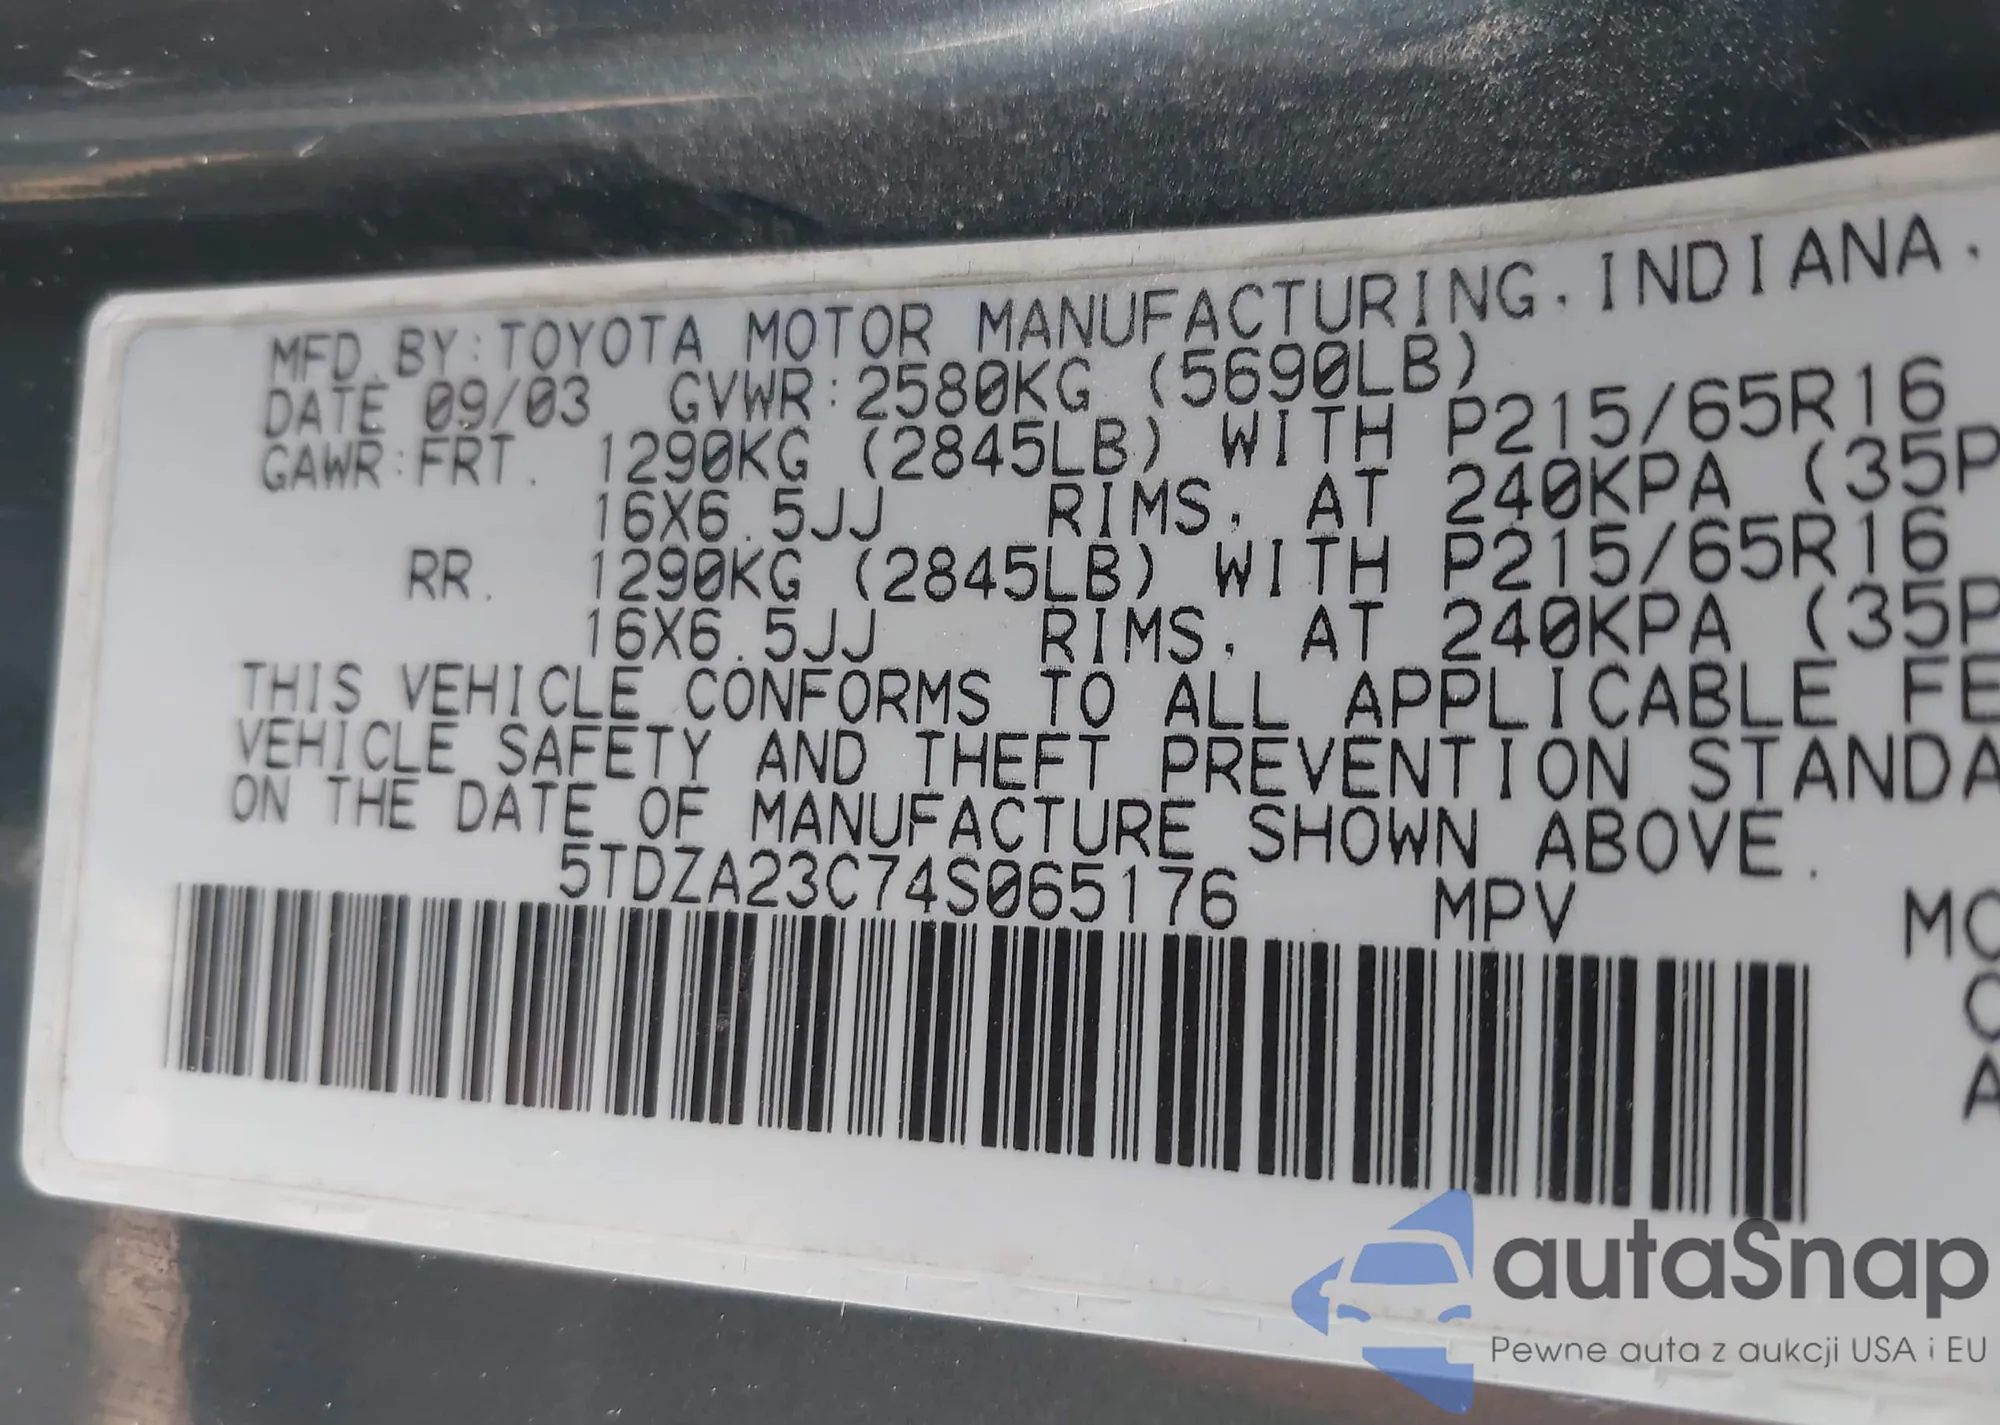 MFD. BY: TOYOTA MOTOR MANUFACTURING, INDIANA.
DATE 09/03 GVWR: 2580KG (5690LB)
GAWR: FRT. 1290KG (2845LB) WITH P215/65R16
16X6.5JJ RIMS, AT 240KPA (35P
RR. 1290KG (2845LB) WITH P215/65R16
16X6.5JJ RIMS, AT 240KPA (35P
THIS VEHICLE CONFORMS TO ALL APPLICABLE FE
VEHICLE SAFETY AND THEFT PREVENTION STANDA
ON THE DATE OF MANUFACTURE SHOWN ABOVE.
5TDZA23C74S065176 MPV
autaSnap
Pewne auta z aukcji USA i EU